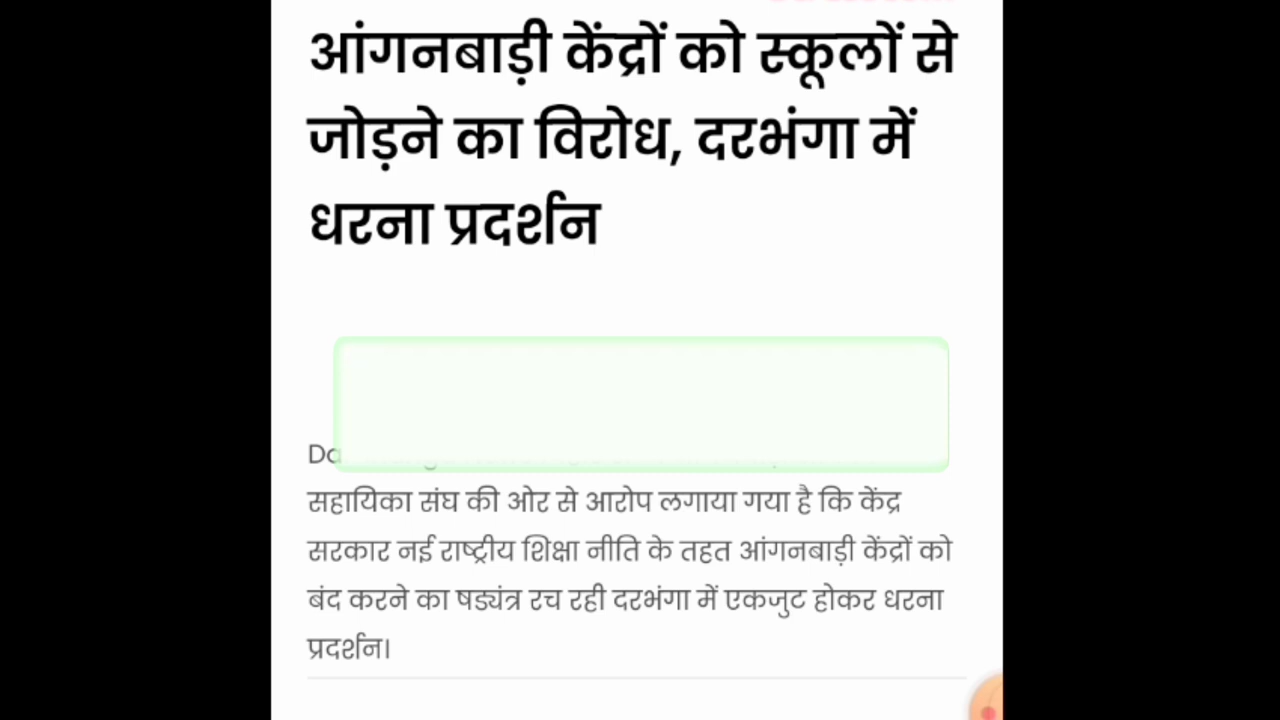 आंगनबाड़ी केंद्रों को स्कूलों से
जोड़ने का विरोध, दरभंगा में
धरना प्रदर्शन
सहायिका संघ की ओर से आरोप लगाया गया है कि केंद्र
सरकार नई राष्ट्रीय शिक्षा नीति के तहत आंगनबाड़ी केंद्रों को
बंद करने का षड्यंत्र रच रही दरभंगा में एकजुट होकर धरना
प्रदर्शन।